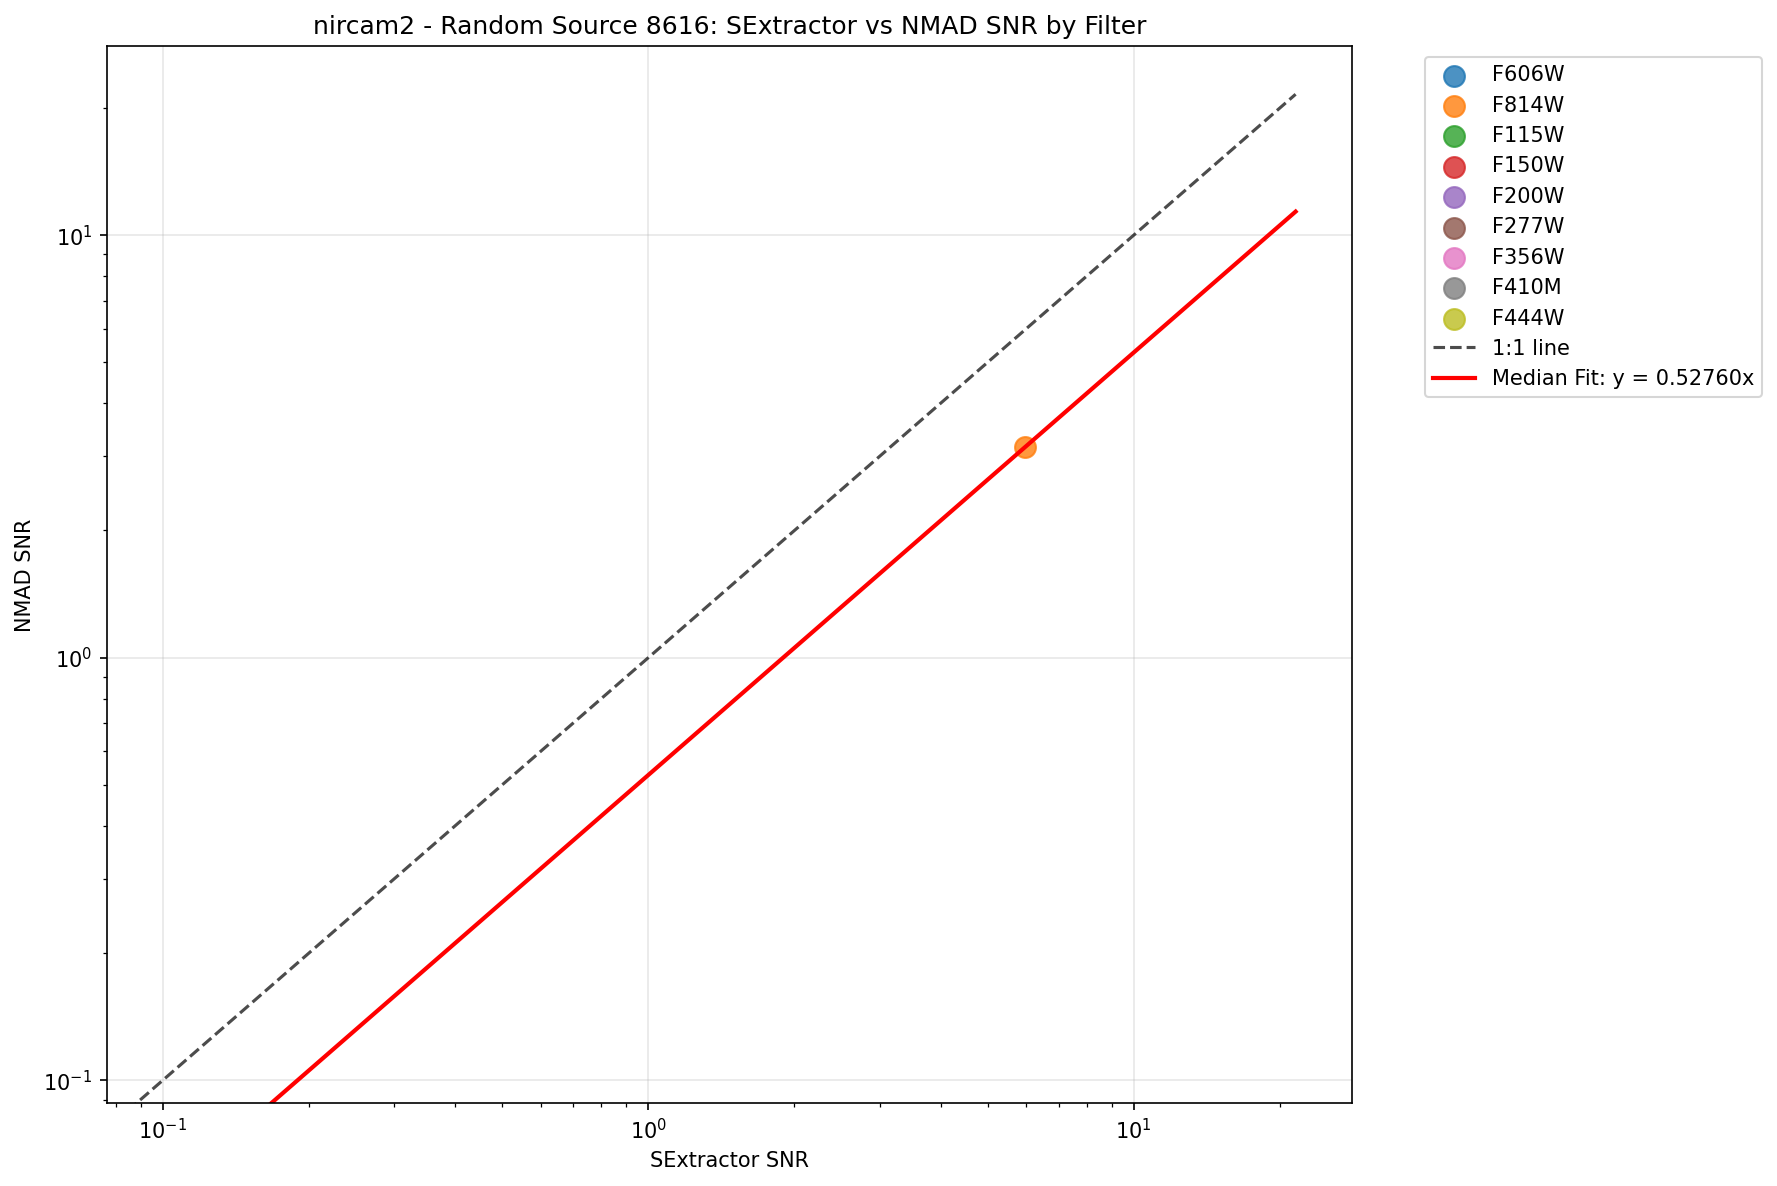 nircam2 - Random Source 8616: SExtractor vs NMAD SNR by Filter
F606W
F814W
F115W
F150W
F200W
F277W
F356W
F410M
F444W
1:1 line
Median Fit: y = 0.52760x
NMAD SNR
10¹
10⁰
10⁻¹
10⁻¹ 10⁰ 10¹
SExtractor SNR